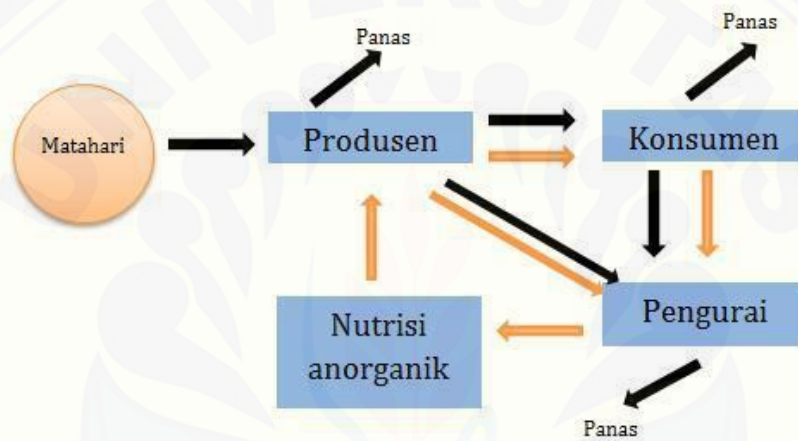 Panas
Panas
Matahari
Produsen
Konsumen
Nutrisi
anorganik
Pengurai
Panas